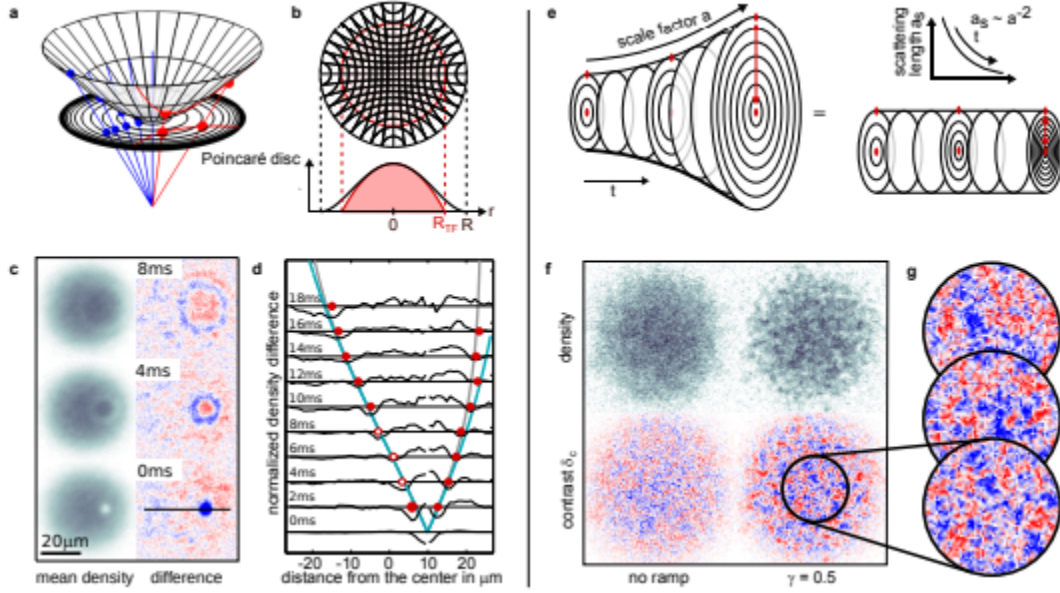 a
Poincaré disc
b
0
R_TF R
r
c
8ms
4ms
0ms
20µm
mean density
difference
d
normalized density difference
18ms
16ms
14ms
12ms
10ms
8ms
6ms
4ms
2ms
0ms
-20 -10 0 10 20
distance from the center in µm
e
scale factor a
t
=
scattering
length a_s
a_s ~ a^-2
t
f
density
contrast δ_c
no ramp
γ = 0.5
g